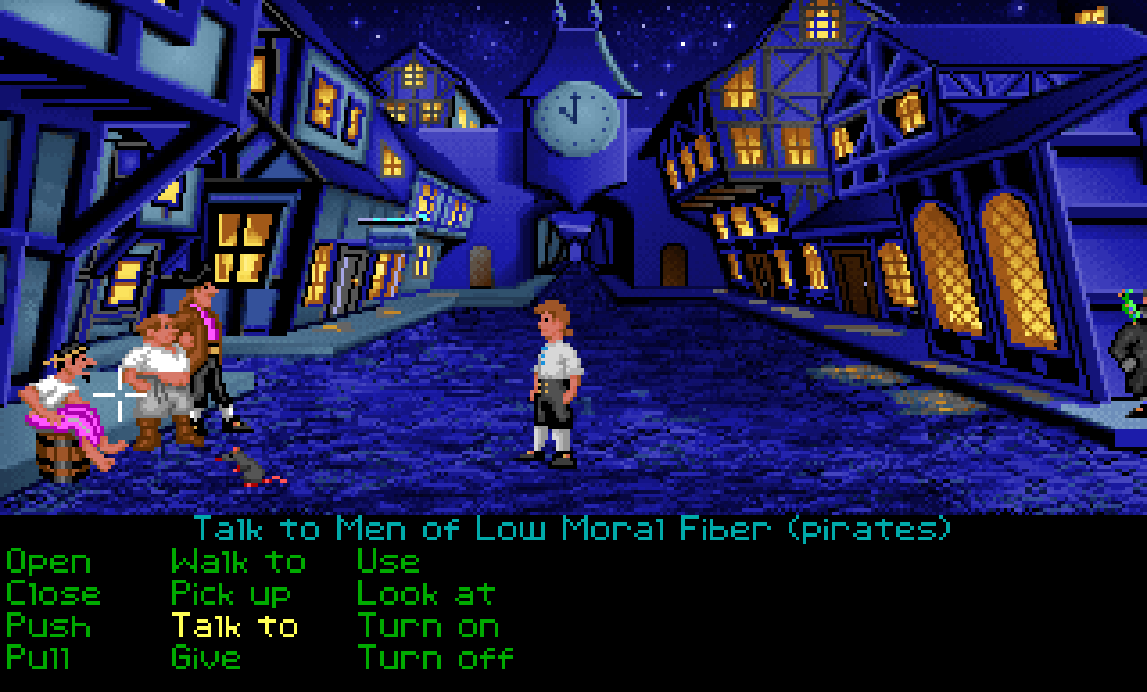 Talk to Men of Low Moral Fiber (pirates)
Open Walk to Use
Close Pick up Look at
Push Talk to Turn on
Pull Give Turn off